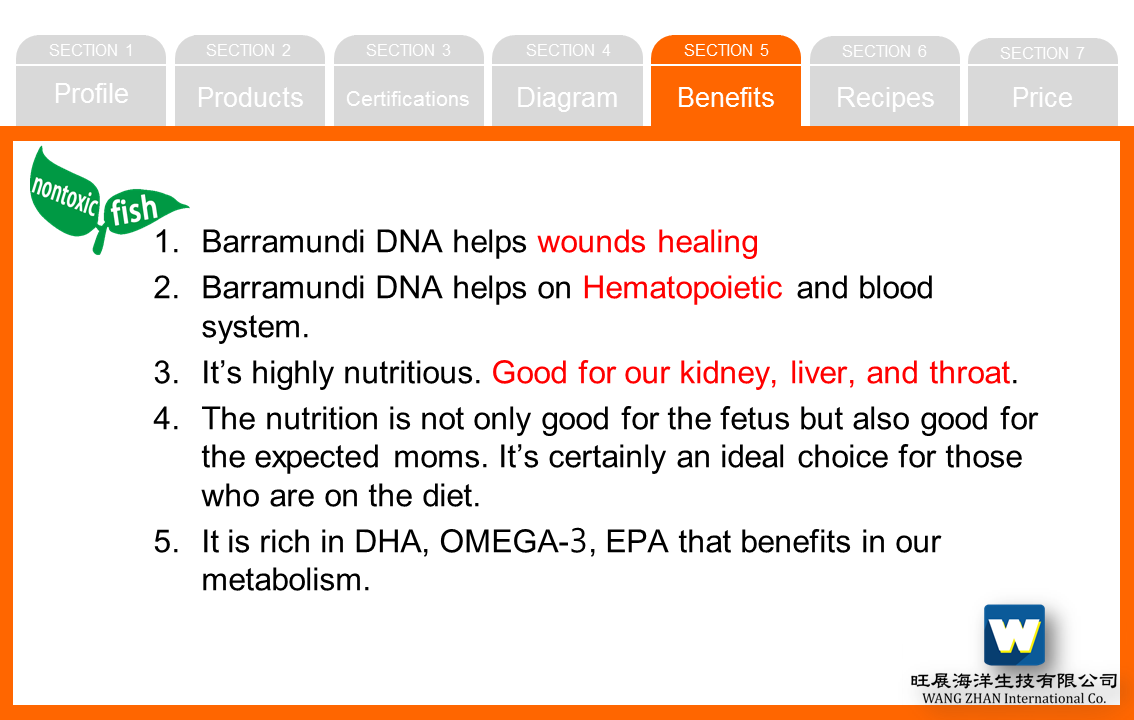 SECTION 1
SECTION 2
SECTION 3
SECTION 4
SECTION 5
SECTION 6
SECTION 7
Profile
Products
Certifications
Diagram
Benefits
Recipes
Price
nontoxic
fish
1. Barramundi DNA helps wounds healing
2. Barramundi DNA helps on Hematopoietic and blood
system.
3. It’s highly nutritious. Good for our kidney, liver, and throat.
4. The nutrition is not only good for the fetus but also good for
the expected moms. It’s certainly an ideal choice for those
who are on the diet.
5. It is rich in DHA, OMEGA-3, EPA that benefits in our
metabolism.
W
旺展海洋生技有限公司
WANG ZHAN International Co.